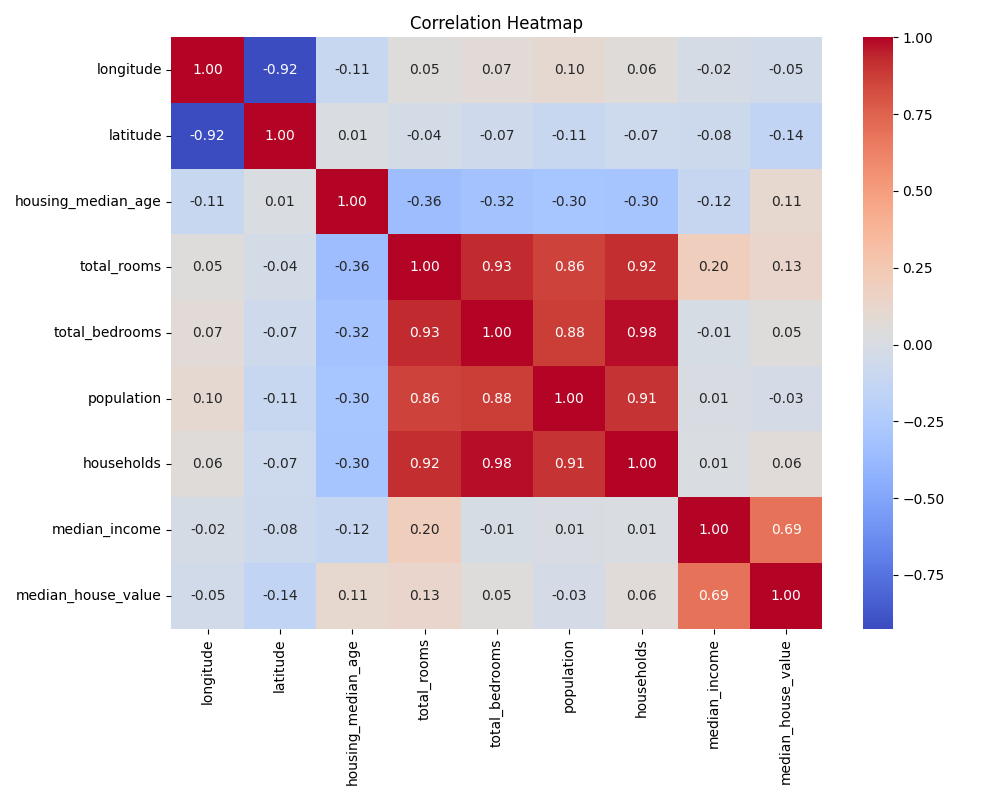 Correlation Heatmap
longitude 1.00 -0.92 -0.11 0.05 0.07 0.10 0.06 -0.02 -0.05
latitude -0.92 1.00 0.01 -0.04 -0.07 -0.11 -0.07 -0.08 -0.14
housing_median_age -0.11 0.01 1.00 -0.36 -0.32 -0.30 -0.30 -0.12 0.11
total_rooms 0.05 -0.04 -0.36 1.00 0.93 0.86 0.92 0.20 0.13
total_bedrooms 0.07 -0.07 -0.32 0.93 1.00 0.88 0.98 -0.01 0.05
population 0.10 -0.11 -0.30 0.86 0.88 1.00 0.91 0.01 -0.03
households 0.06 -0.07 -0.30 0.92 0.98 0.91 1.00 0.01 0.06
median_income -0.02 -0.08 -0.12 0.20 -0.01 0.01 0.01 1.00 0.69
median_house_value -0.05 -0.14 0.11 0.13 0.05 -0.03 0.06 0.69 1.00
longitude
latitude
housing_median_age
total_rooms
total_bedrooms
population
households
median_income
median_house_value
1.00
0.75
0.50
0.25
0.00
−0.25
−0.50
−0.75